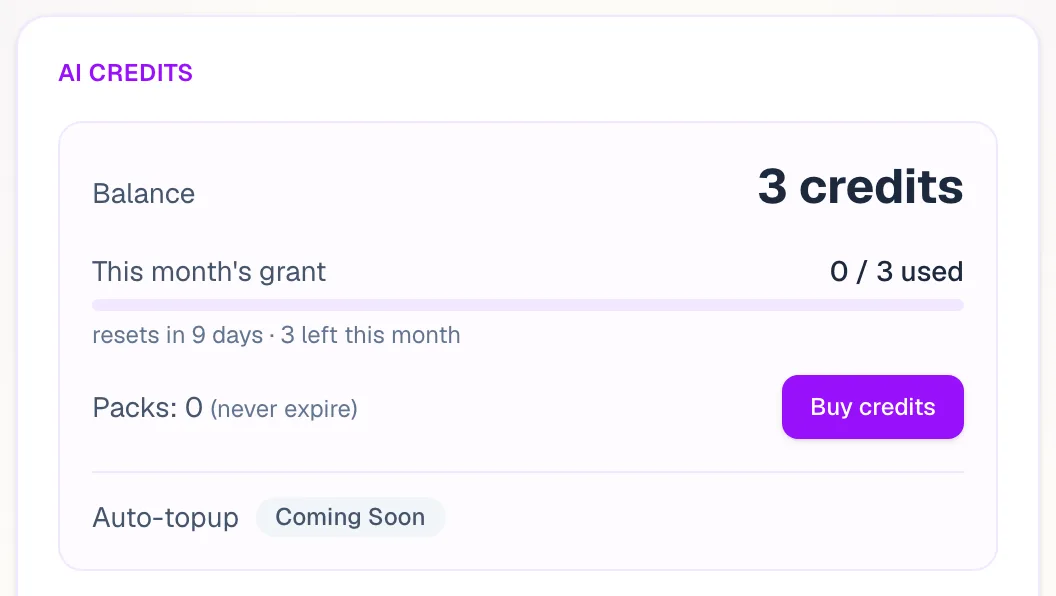 AI CREDITS
Balance
3 credits
This month's grant
0 / 3 used
resets in 9 days · 3 left this month
Packs: 0 (never expire)
Buy credits
Auto-topup
Coming Soon